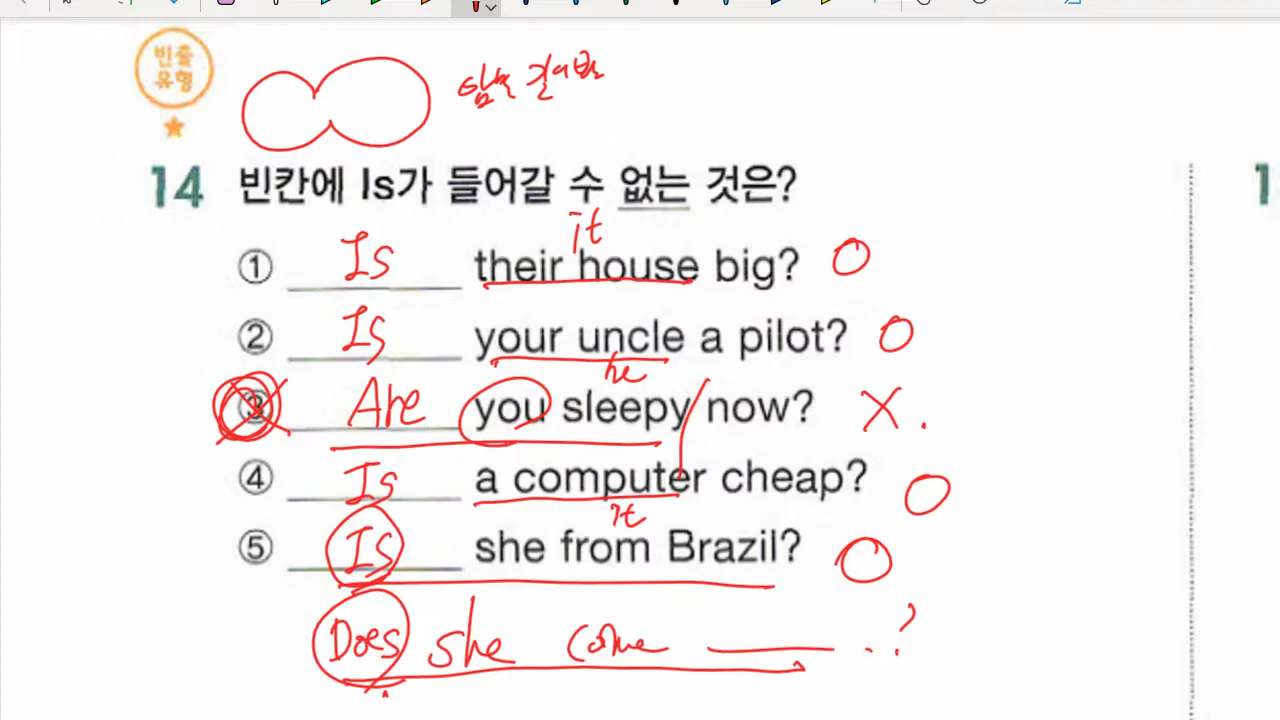 빈출
유형
14 빈칸에 Is가 들어갈 수 없는 것은?
it
① Is their house big? O
② Is your uncle a pilot? O
he
③ Are you sleepy now? X.
④ Is a computer cheap? O
it
⑤ Is she from Brazil? O
Does she come ?
1